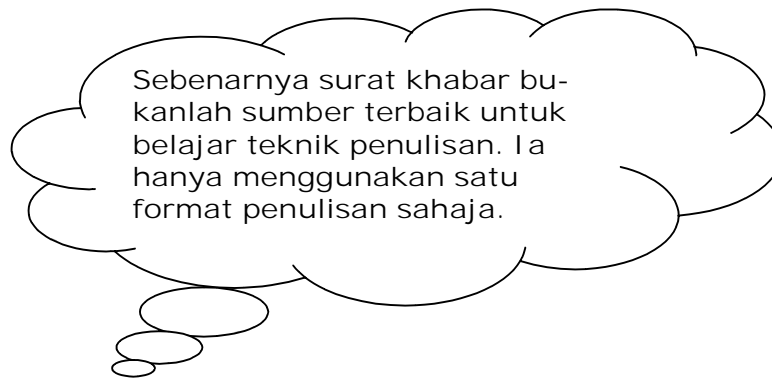 Sebenarnya surat khabar bu-
kanlah sumber terbaik untuk
belajar teknik penulisan. Ia
hanya menggunakan satu
format penulisan sahaja.